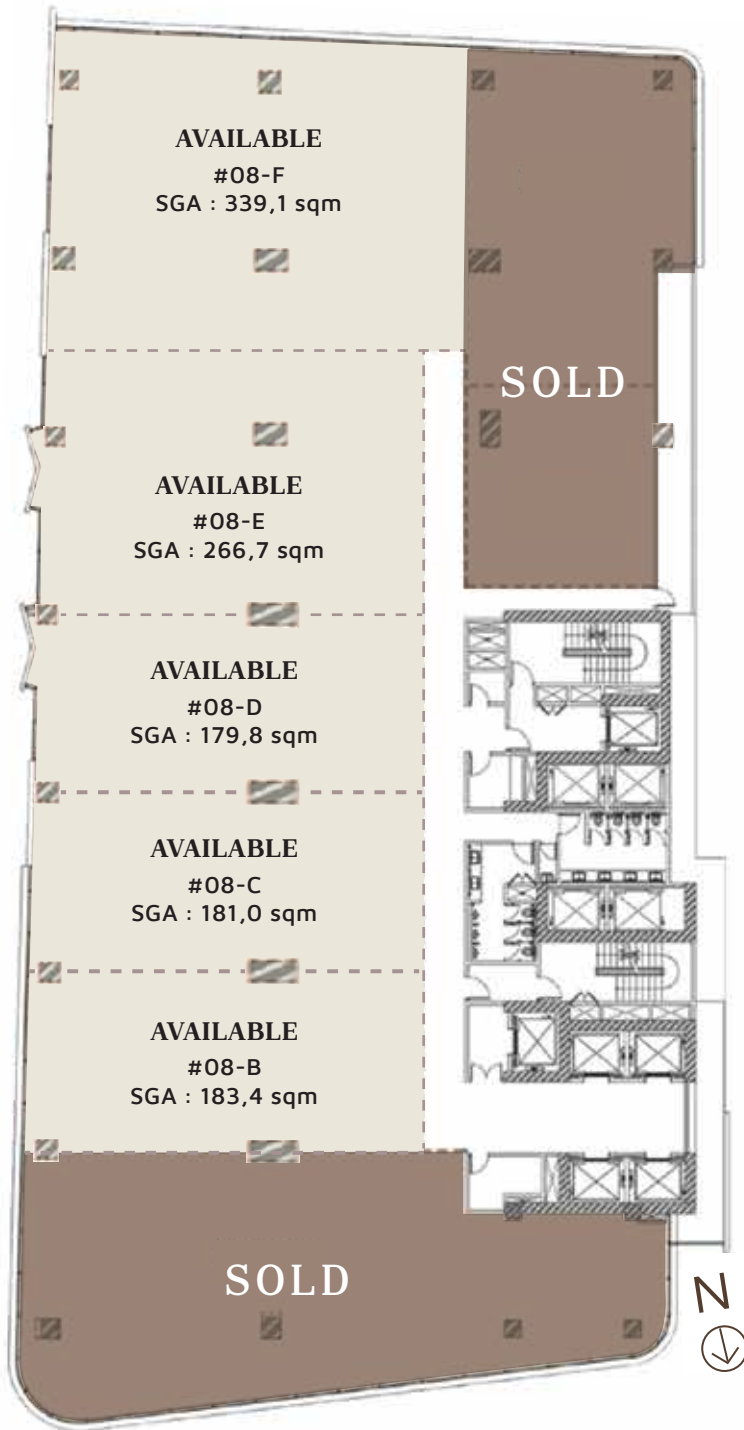 AVAILABLE
#08-F
SGA : 339,1 sqm
SOLD
AVAILABLE
#08-E
SGA : 266,7 sqm
AVAILABLE
#08-D
SGA : 179,8 sqm
AVAILABLE
#08-C
SGA : 181,0 sqm
AVAILABLE
#08-B
SGA : 183,4 sqm
SOLD
N